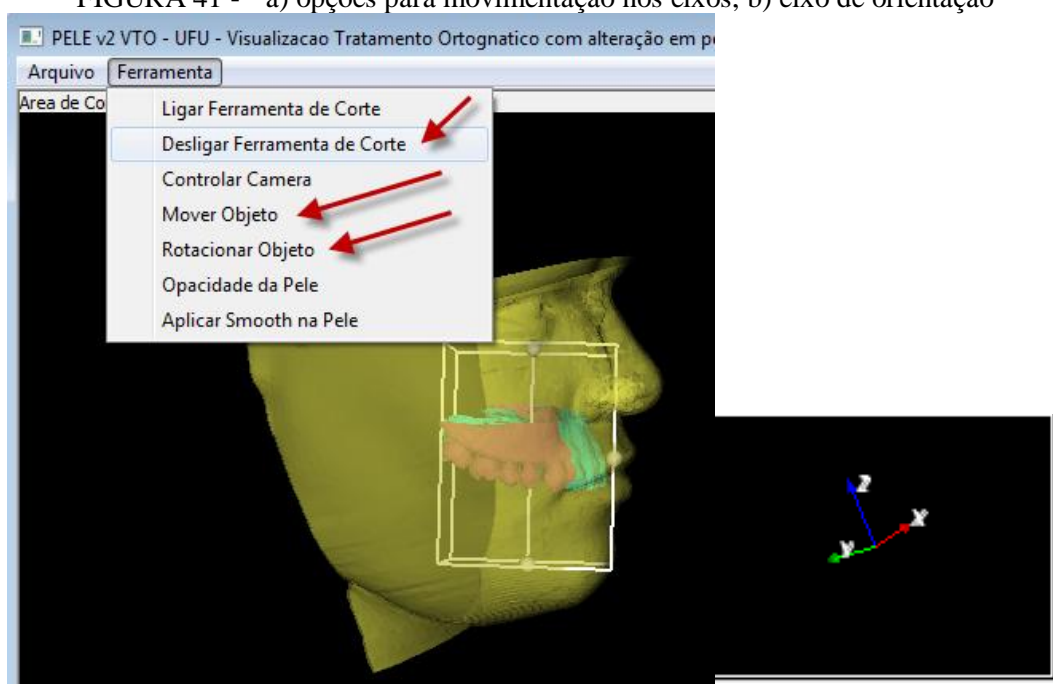 FIGURA 41 - a) opções para movimentação nos eixos; b) eixo de orientação
PELE v2 VTO - UFU - Visualizacao Tratamento Ortognatico com alteração em
Arquivo Ferramenta
Area de
Ligar Ferramenta de Corte
Desligar Ferramenta de Corte
Controlar Camera
Mover Objeto
Rotacionar Objeto
Opacidade da Pele
Aplicar Smooth na Pele
Z
X
Y